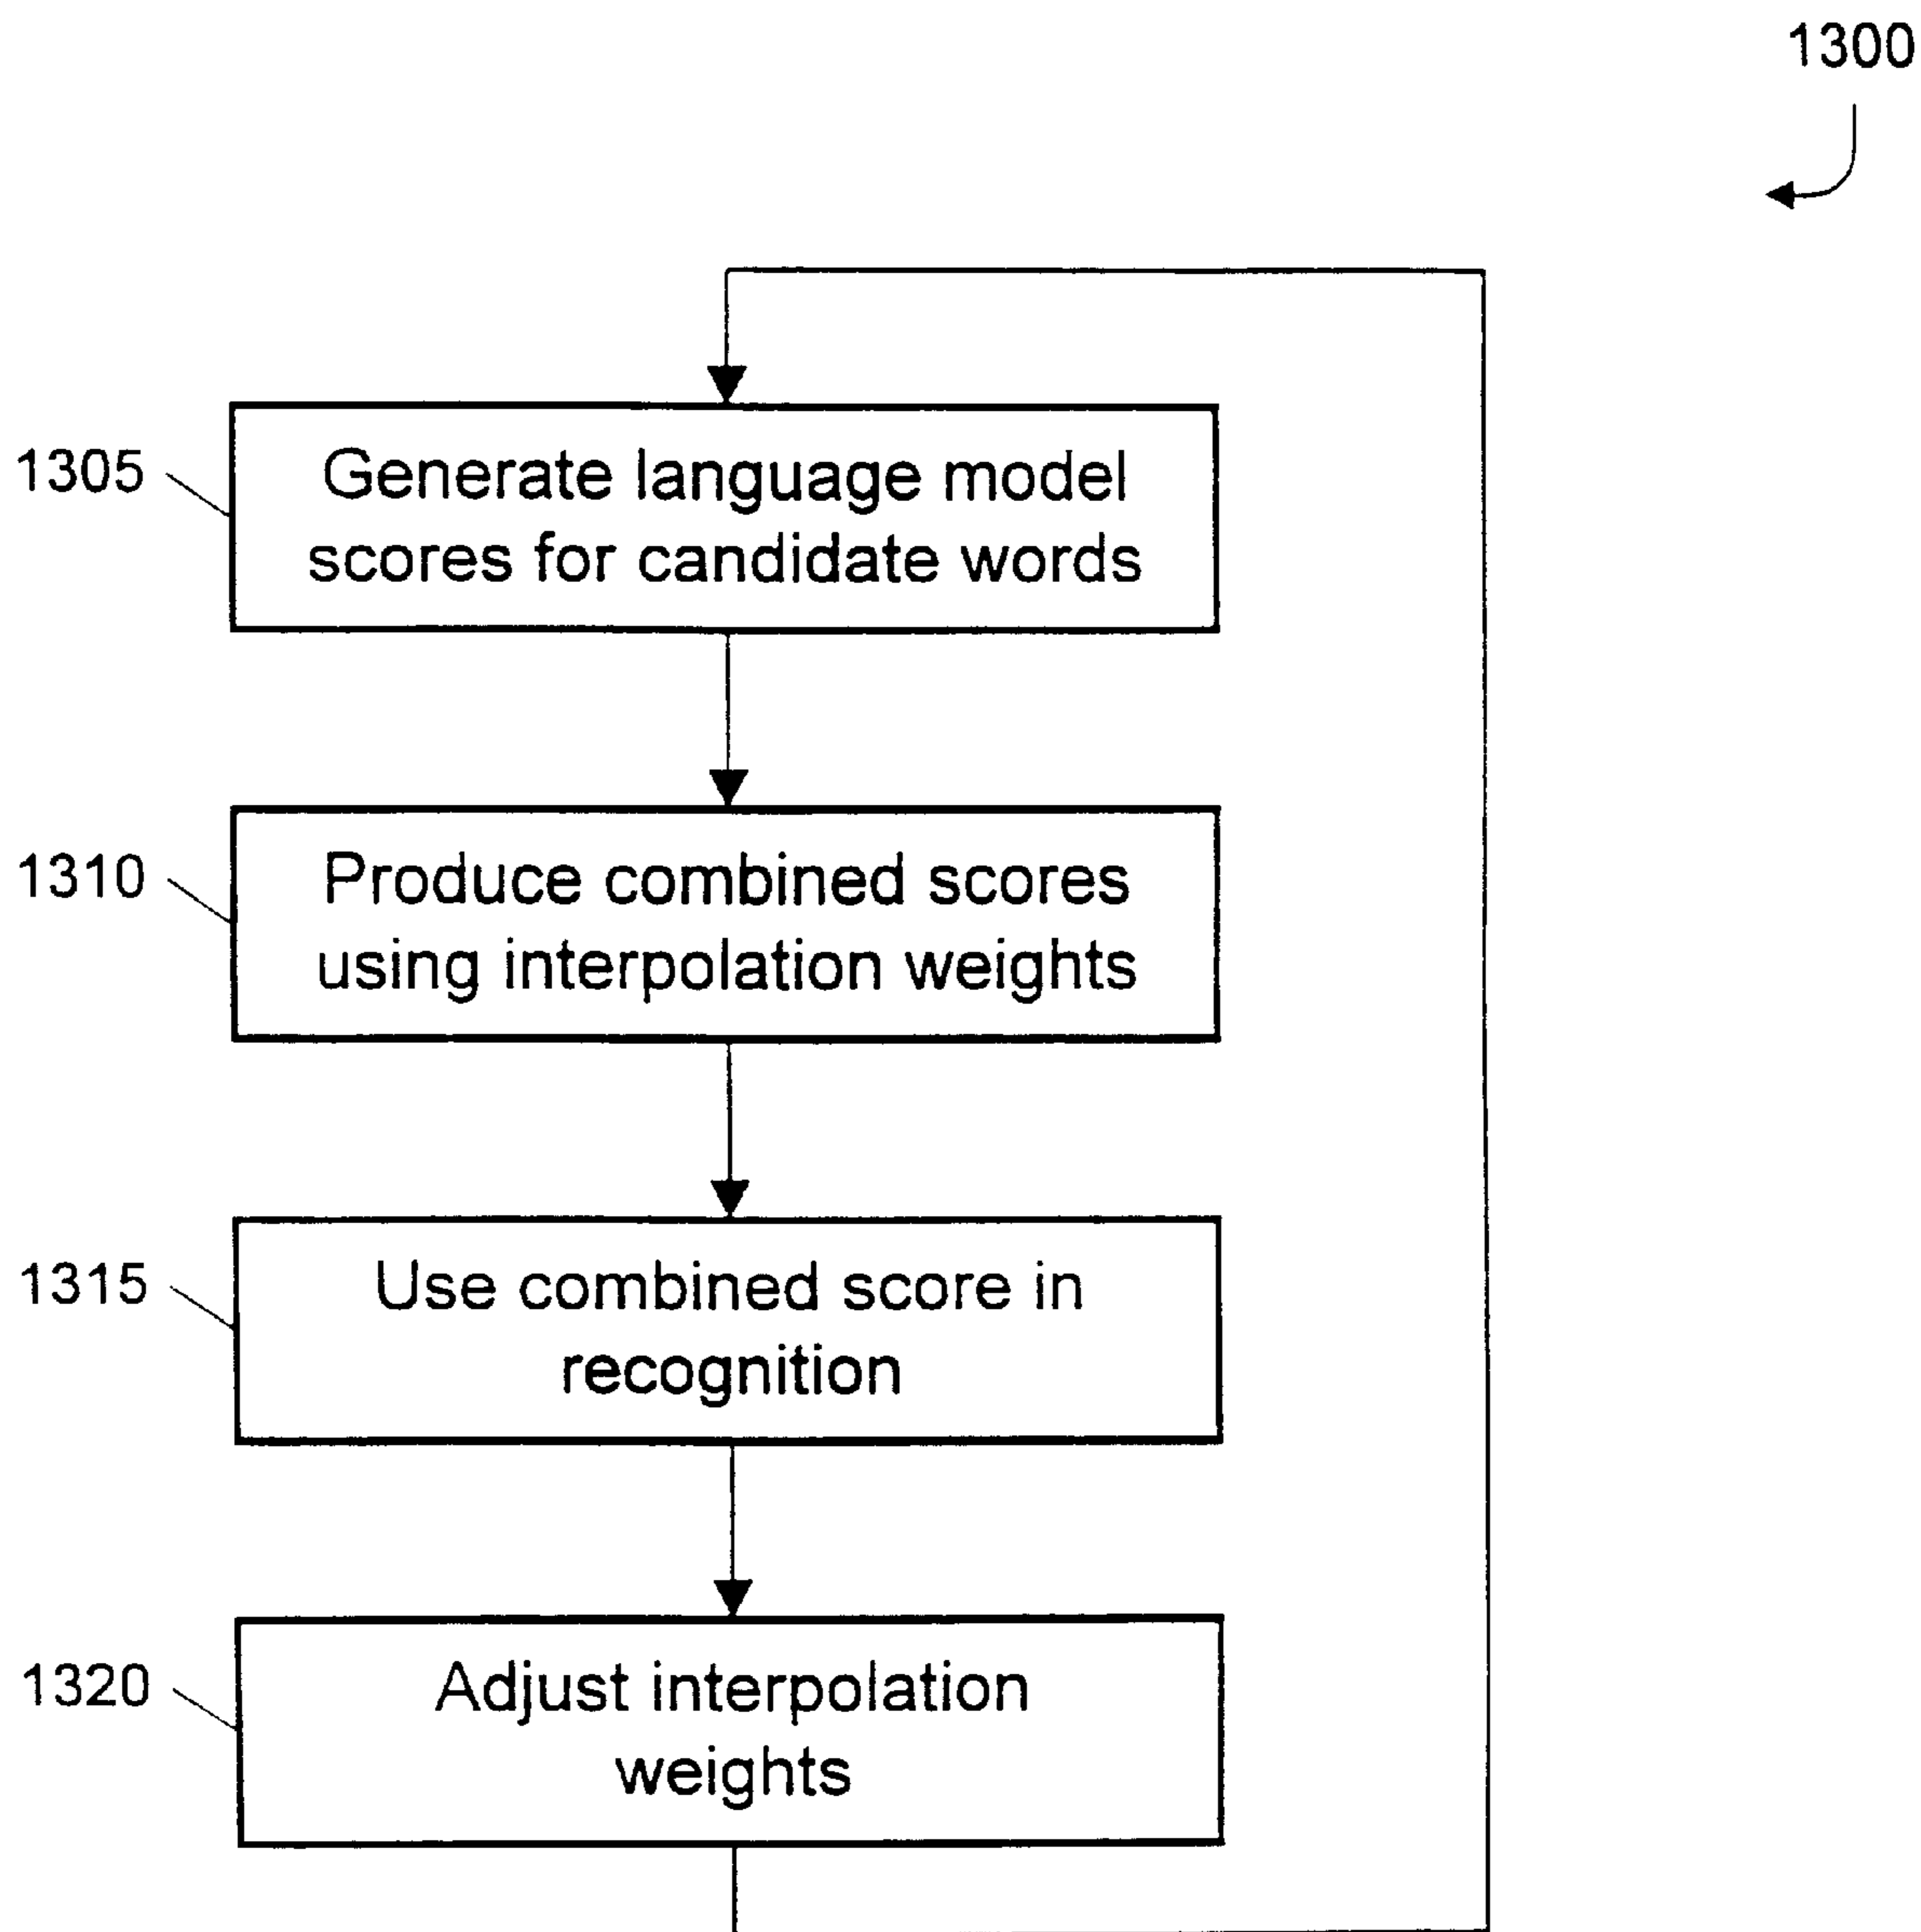 1300
1305
Generate language model
scores for candidate words
1310
Produce combined scores
using interpolation weights
1315
Use combined score in
recognition
1320
Adjust interpolation
weights